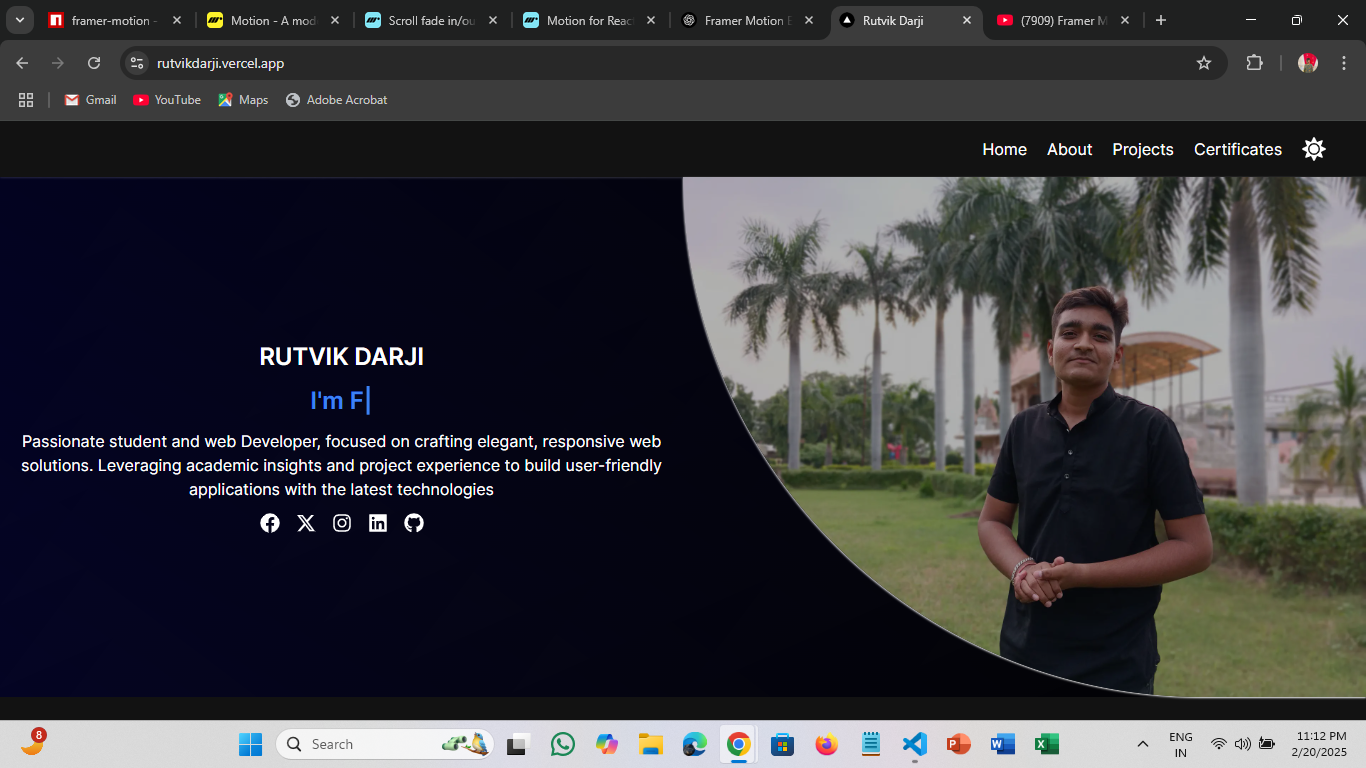 framer-motion -
Motion - A mod
Scroll fade in/ou
Motion for Reac
Framer Motion E
Rutvik Darji
(7909) Framer M
rutvikdarji.vercel.app
Gmail
YouTube
Maps
Adobe Acrobat
Home About Projects Certificates
RUTVIK DARJI
I'm F|
Passionate student and web Developer, focused on crafting elegant, responsive web
solutions. Leveraging academic insights and project experience to build user-friendly
applications with the latest technologies
8
Search
ENG
IN
11:12 PM
2/20/2025